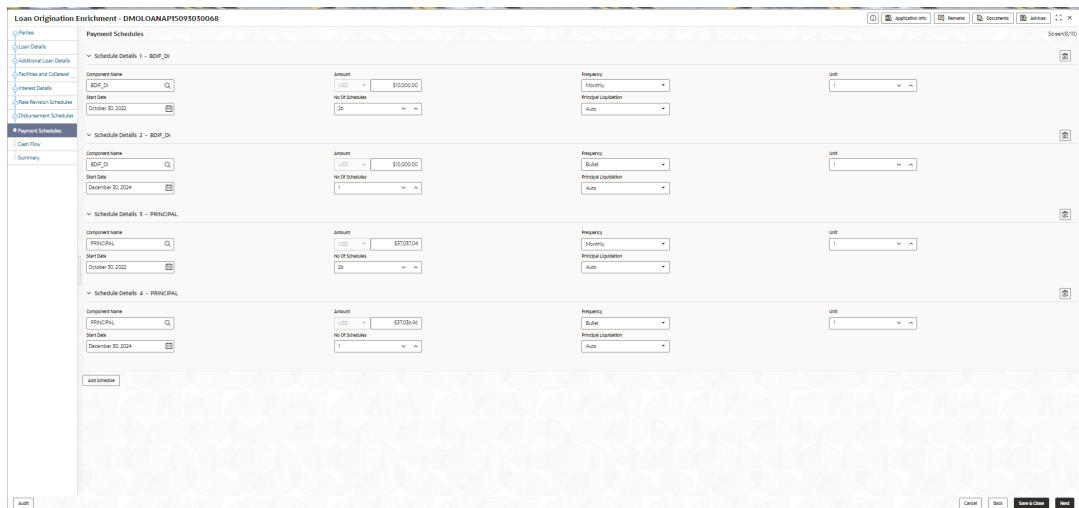 Loan Origination Enrichment - DMOLOANAP15093030068
Application Info
Remarks
Documents
Advices
Parties
Loan Details
Additional Loan Details
Facilities and Collateral ...
Interest Details
Rate Revision Schedules
Disbursement Schedules
Payment Schedules
Cash Flow
Summary
Payment Schedules
Screen(8/10)
Schedule Details 1 - BDIF_DI
Component Name Amount Frequency Unit
BDIF_DI USD $10,000.00 Monthly 1
Start Date No Of Schedules Principal Liquidation
October 30, 2022 26 Auto
Schedule Details 2 - BDIF_DI
Component Name Amount Frequency Unit
BDIF_DI USD $10,000.00 Bullet 1
Start Date No Of Schedules Principal Liquidation
December 30, 2024 1 Auto
Schedule Details 3 - PRINCIPAL
Component Name Amount Frequency Unit
PRINCIPAL USD $37,037.04 Monthly 1
Start Date No Of Schedules Principal Liquidation
October 30, 2022 26 Auto
Schedule Details 4 - PRINCIPAL
Component Name Amount Frequency Unit
PRINCIPAL USD $37,036.96 Bullet 1
Start Date No Of Schedules Principal Liquidation
December 30, 2024 1 Auto
Add Schedule
Audit
Cancel Back Save & Close Next